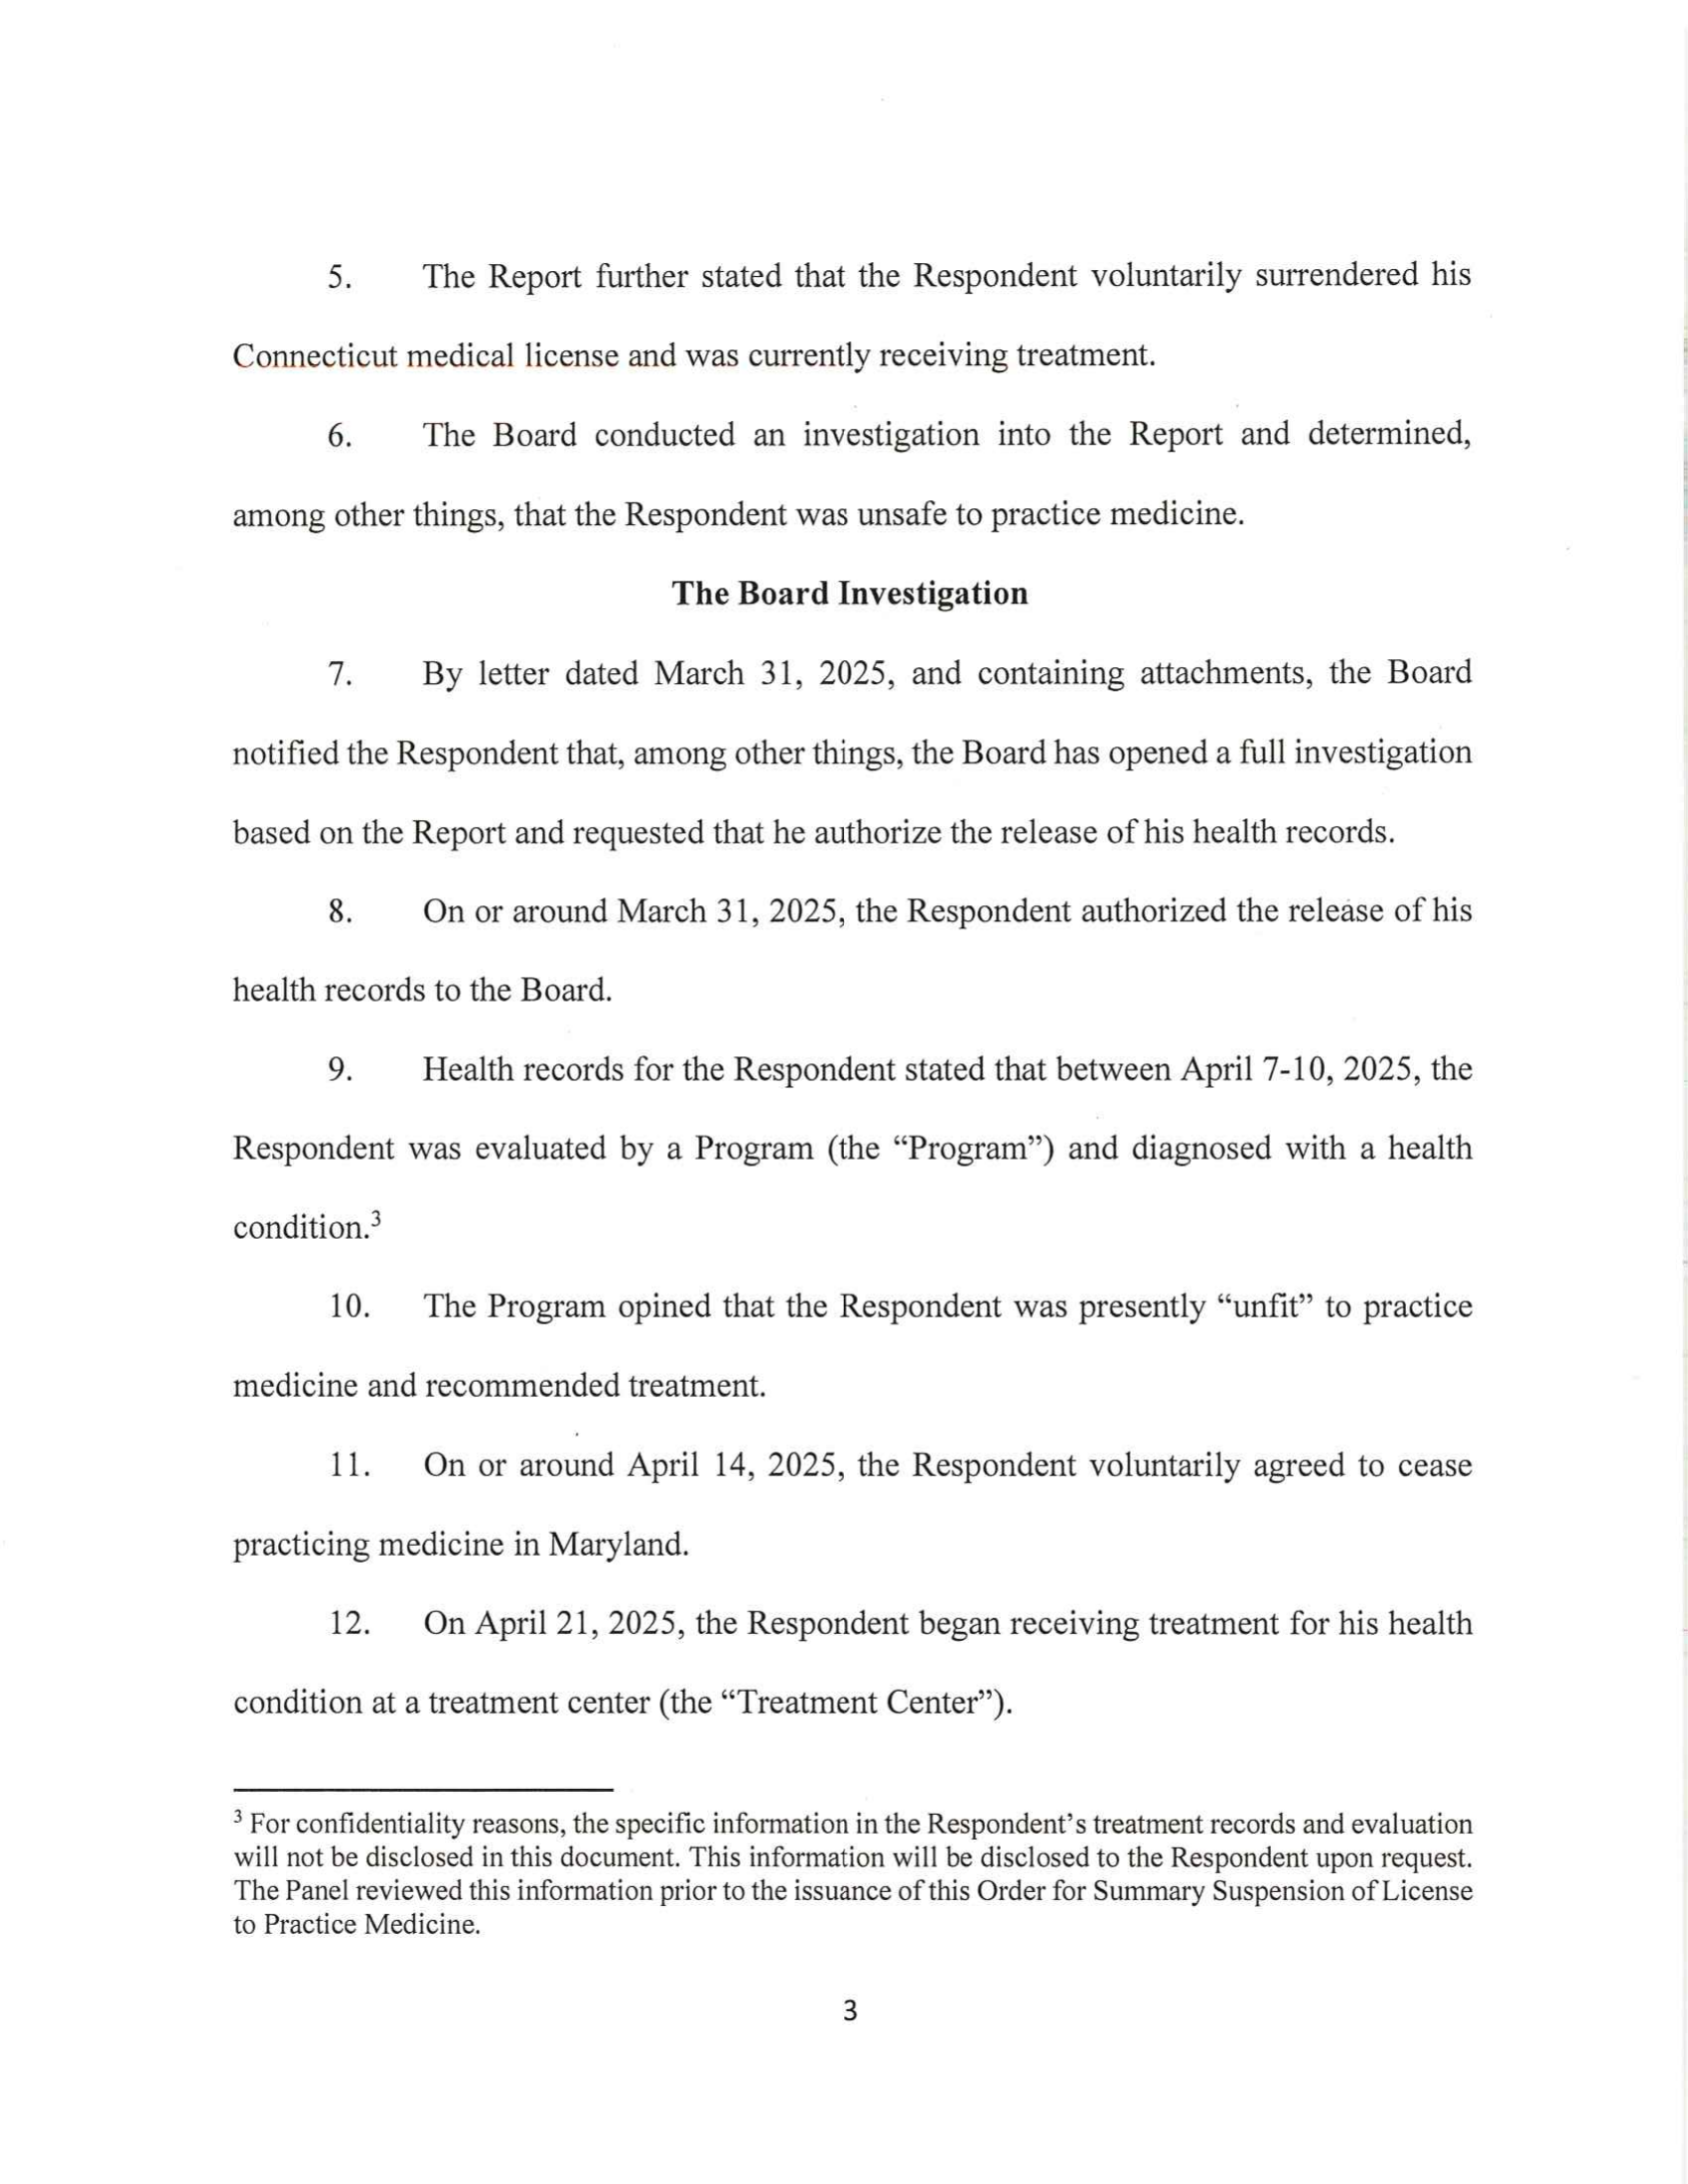 5. The Report further stated that the Respondent voluntarily surrendered his
Connecticut medical license and was currently receiving treatment.
6. The Board conducted an investigation into the Report and determined,
among other things, that the Respondent was unsafe to practice medicine.
The Board Investigation
7. By letter dated March 31, 2025, and containing attachments, the Board
notified the Respondent that, among other things, the Board has opened a full investigation
based on the Report and requested that he authorize the release of his health records.
8. On or around March 31, 2025, the Respondent authorized the release of his
health records to the Board.
9. Health records for the Respondent stated that between April 7-10, 2025, the
Respondent was evaluated by a Program (the “Program”) and diagnosed with a health
condition.³
10. The Program opined that the Respondent was presently “unfit” to practice
medicine and recommended treatment.
11. On or around April 14, 2025, the Respondent voluntarily agreed to cease
practicing medicine in Maryland.
12. On April 21, 2025, the Respondent began receiving treatment for his health
condition at a treatment center (the “Treatment Center”).
³ For confidentiality reasons, the specific information in the Respondent’s treatment records and evaluation
will not be disclosed in this document. This information will be disclosed to the Respondent upon request.
The Panel reviewed this information prior to the issuance of this Order for Summary Suspension of License
to Practice Medicine.
3